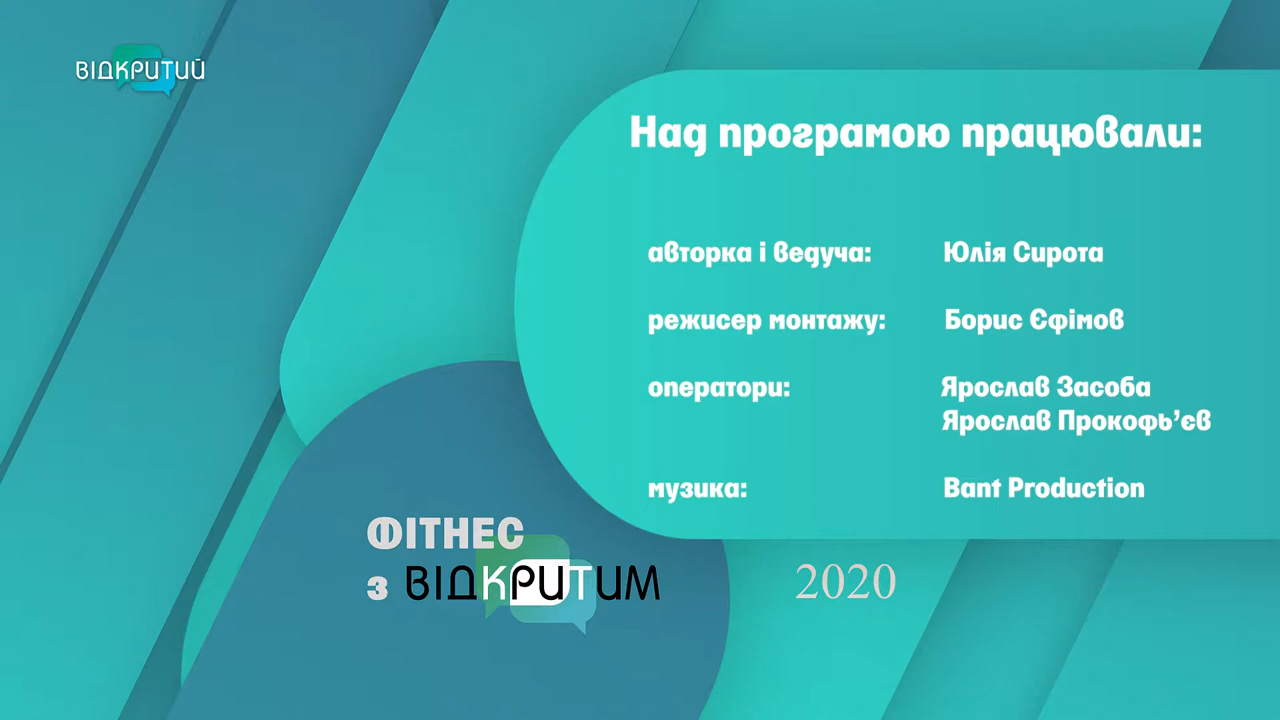 ВІДКРИТИЙ
Над програмою працювали:
авторка і ведуча: Юлія Сирота
режисер монтажу: Борис Єфімов
оператори: Ярослав Засоба
Ярослав Прокофь’єв
музика: Bant Production
ФІТНЕС
з ВІДКРИТИМ
2020